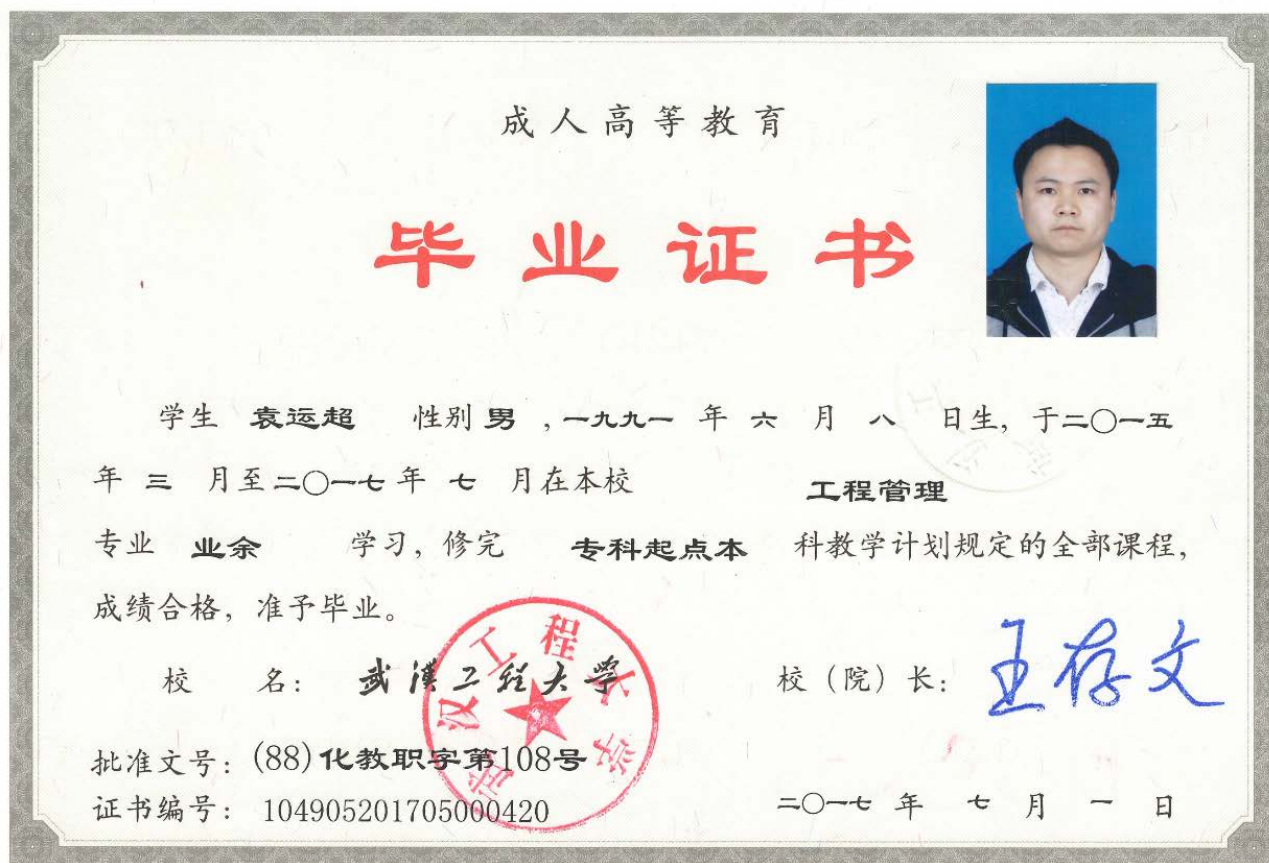 成人高等教育
毕业证书
学生 袁运超 性别 男 ,一九九一 年 六 月 八 日生, 于二〇一五
年 三 月至二〇一七年 七 月在本校 工程管理
专业 业余 学习, 修完 专科起点本 科教学计划规定的全部课程,
成绩合格, 准予毕业。
校 名: 武汉工程大学 校(院)长: 王存文
武汉工程大学
批准文号: (88)化教职字第108号
证书编号: 104905201705000420 二〇一七 年 七 月 一 日